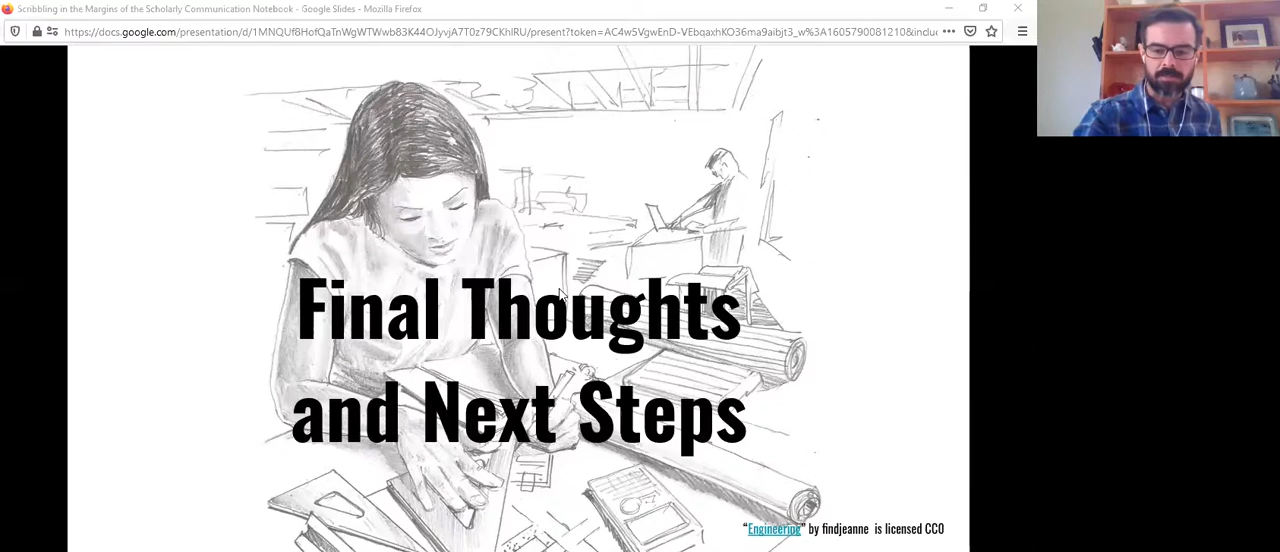 Scribbling in the Margins of the Scholarly Communication Notebook - Google Slides - Mozilla Firefox
Final Thoughts
and Next Steps
“Engineering” by findjeanne is licensed CC0